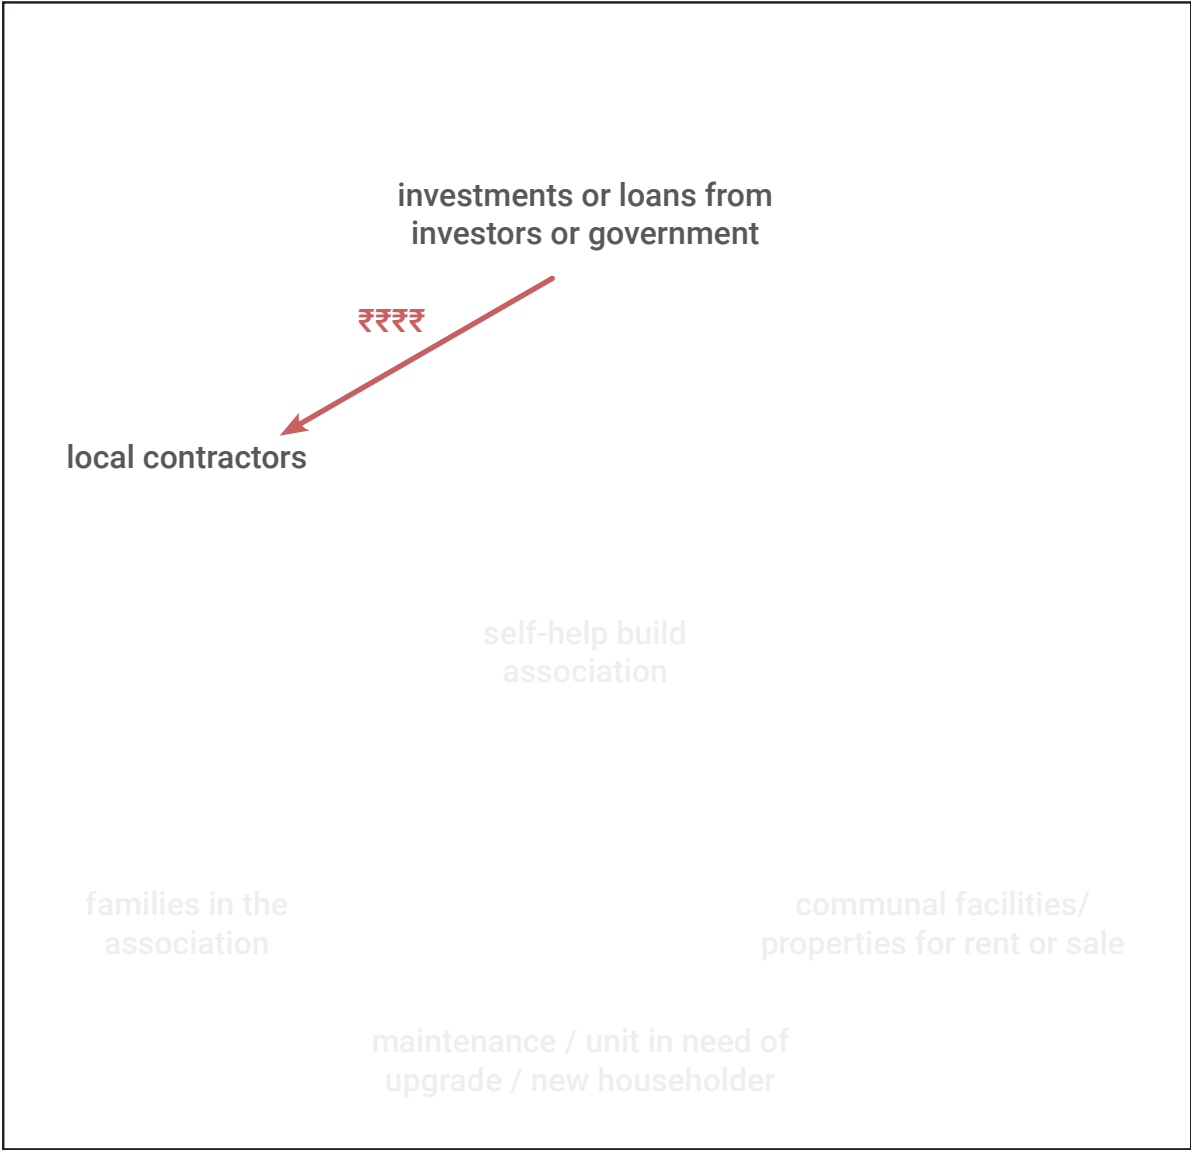 investments or loans from
investors or government
₹₹₹₹
local contractors
self-help build
association
families in the
association
communal facilities/
properties for rent or sale
maintenance / unit in need of
upgrade / new householder